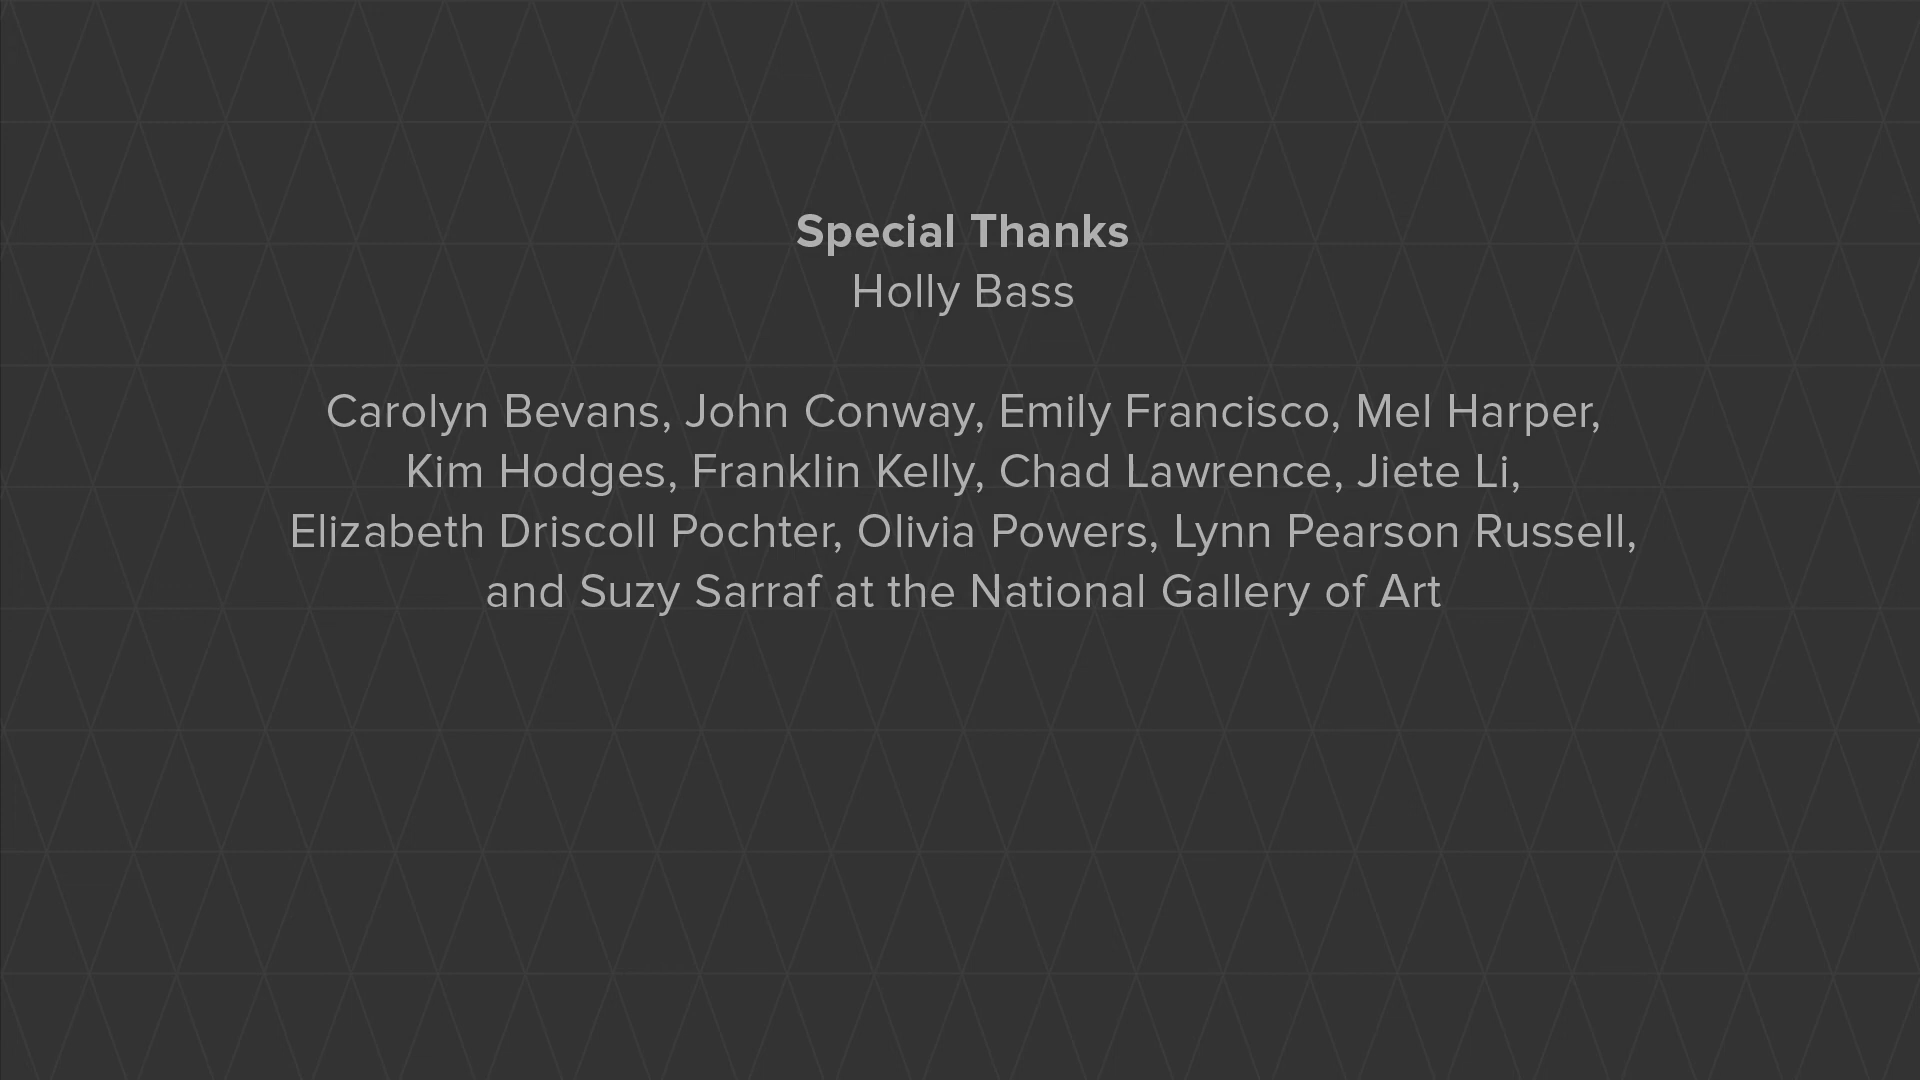 Special Thanks
Holly Bass
Carolyn Bevans, John Conway, Emily Francisco, Mel Harper,
Kim Hodges, Franklin Kelly, Chad Lawrence, Jiete Li,
Elizabeth Driscoll Pochter, Olivia Powers, Lynn Pearson Russell,
and Suzy Sarraf at the National Gallery of Art